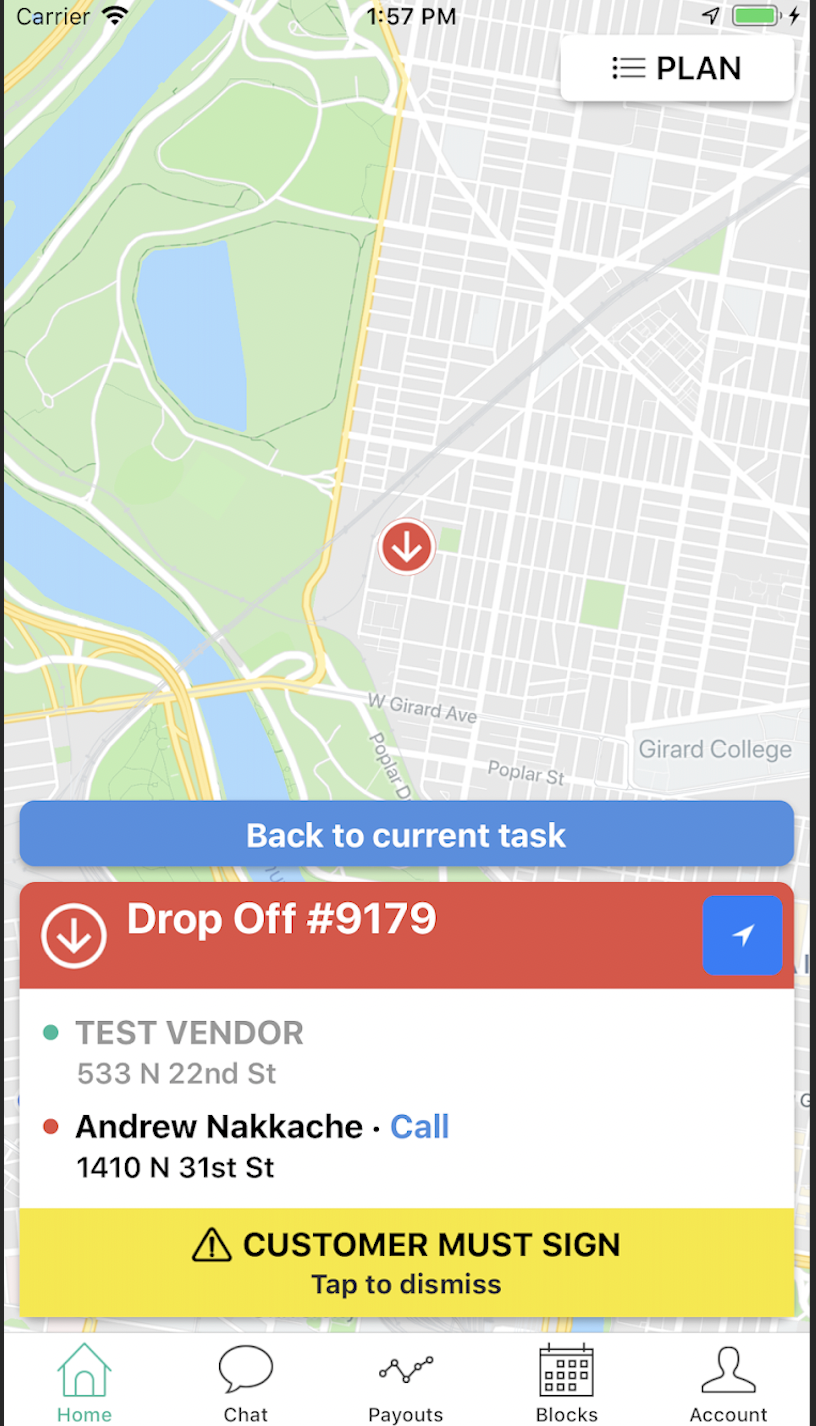 Carrier 1:57 PM
PLAN
W Girard Ave
Girard College
Poplar St
Poplar Dr
Back to current task
Drop Off #9179
TEST VENDOR
533 N 22nd St
Andrew Nakkache · Call
1410 N 31st St
CUSTOMER MUST SIGN
Tap to dismiss
Home Chat Payouts Blocks Account